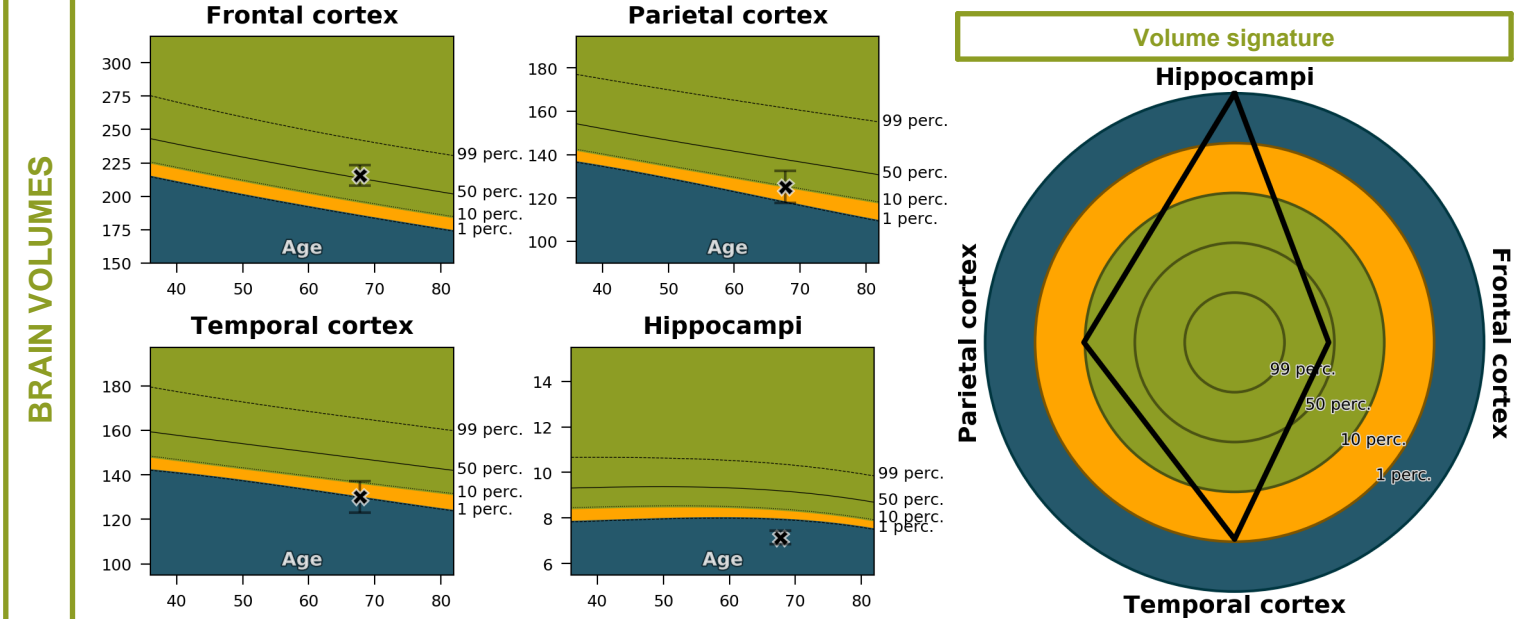 BRAIN VOLUMES
Frontal cortex
300
275
250
225
200
175
150
99 perc.
50 perc.
10 perc.
1 perc.
Age
40 50 60 70 80
Parietal cortex
180
160
140
120
100
99 perc.
50 perc.
10 perc.
1 perc.
Age
40 50 60 70 80
Temporal cortex
180
160
140
120
100
99 perc.
50 perc.
10 perc.
1 perc.
Age
40 50 60 70 80
Hippocampi
14
12
10
8
6
99 perc.
50 perc.
10 perc.
1 perc.
Age
40 50 60 70 80
Volume signature
Hippocampi
Parietal cortex
Frontal cortex
99 perc.
50 perc.
10 perc.
1 perc.
Temporal cortex